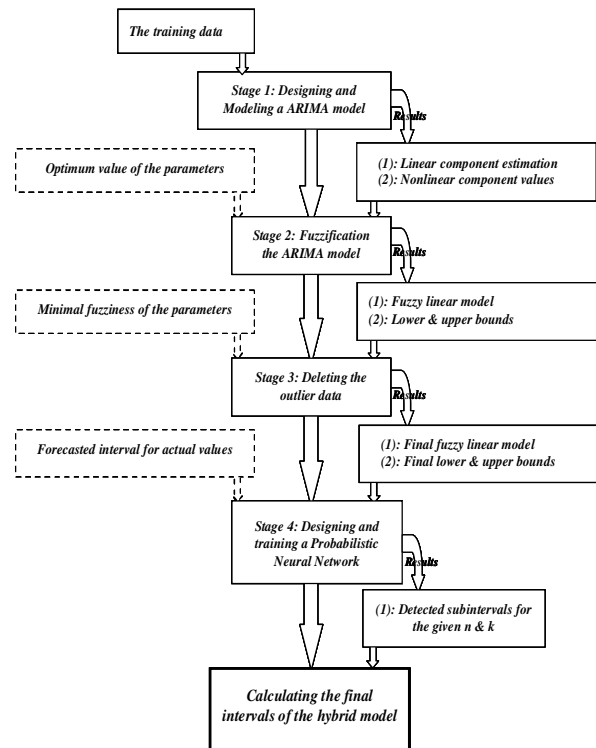 The training data
Stage 1: Designing and
Modeling a ARIMA model
Results
Optimum value of the parameters
(1): Linear component estimation
(2): Nonlinear component values
Stage 2: Fuzzification
the ARIMA model
Results
Minimal fuzziness of the parameters
(1): Fuzzy linear model
(2): Lower & upper bounds
Stage 3: Deleting the
outlier data
Results
Forecasted interval for actual values
(1): Final fuzzy linear model
(2): Final lower & upper bounds
Stage 4: Designing and
training a Probabilistic
Neural Network
Results
(1): Detected subintervals for
the given n & k
Calculating the final
intervals of the hybrid model